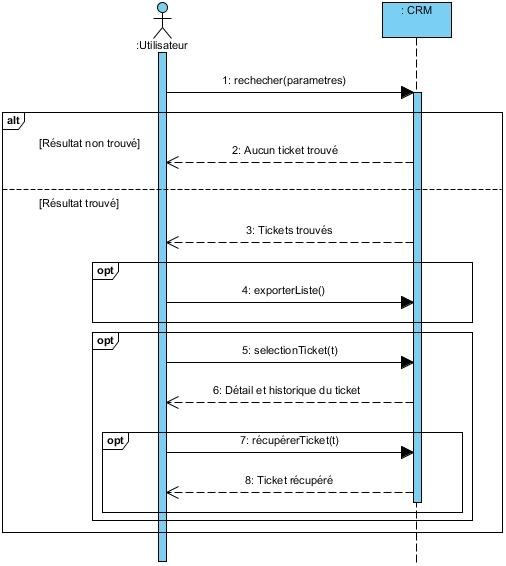 : CRM
:Utilisateur
1: rechecher(parametres)
alt
[Résultat non trouvé]
2: Aucun ticket trouvé
[Résultat trouvé]
3: Tickets trouvés
opt
4: exporterListe()
opt
5: selectionTicket(t)
6: Détail et historique du ticket
opt
7: récupérerTicket(t)
8: Ticket récupéré